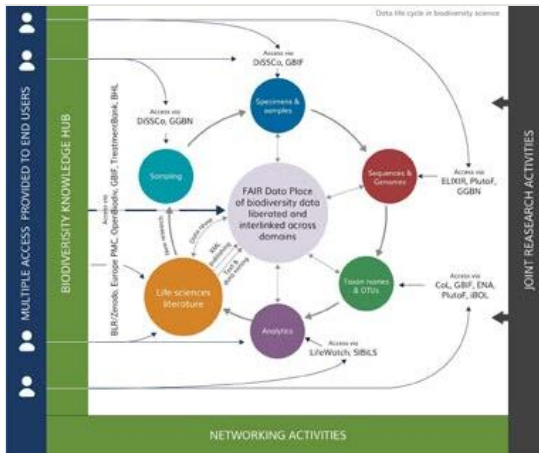 Data life cycle in biodiversity science
MULTIPLE ACCESS PROVIDED TO END USERS
BIODIVERISITY KNOWLEDGE HUB
Access via
DiSSCo, GBIF
Access via
DiSSCo, GGBN
Specimens &
samples
Sampling
Sequences &
Genomes
Access via
ELIXIR, PlutoF,
GGBN
FAIR Data Place
of biodiversity data
liberated and
interlinked across
domains
Access via
BLR/Zenodo, Europe PMC, OpenBiodiv, GBIF, TreatmentBank, BHL
New research
XML
publishing
Text &
data mining
Life sciences
literature
Taxon names
& OTUs
Access via
CoL, GBIF, ENA,
PlutoF, iBOL
Analytics
Access via
LifeWatch, SIBiLS
JOINT REASEARCH ACTIVITIES
NETWORKING ACTIVITIES